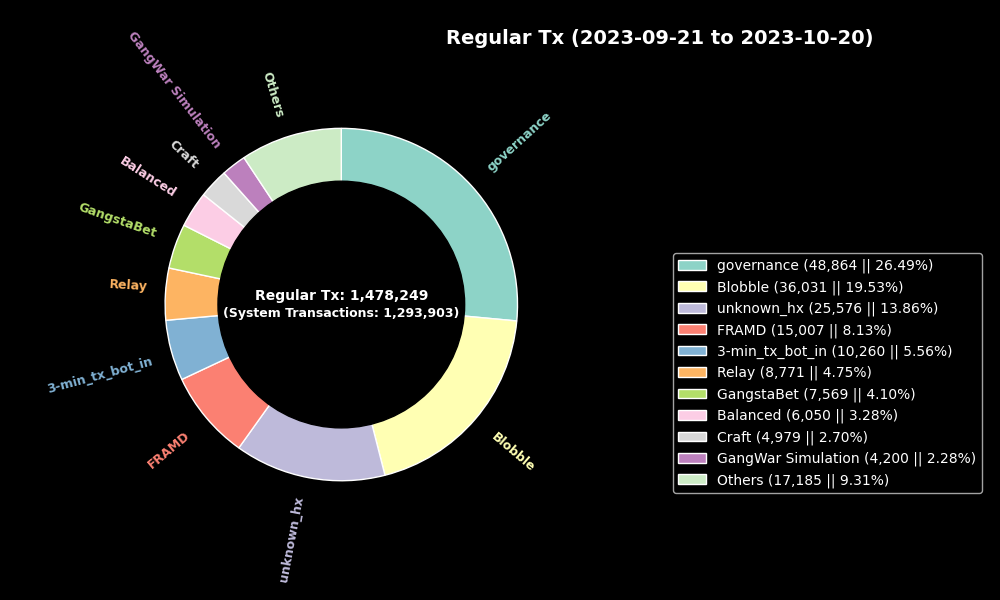 Regular Tx (2023-09-21 to 2023-10-20)
GangWar Simulation
Others
governance
Craft
Balanced
GangstaBet
Relay
3-min_tx_bot_in
FRAMD
unknown_hx
Blobble
Regular Tx: 1,478,249
(System Transactions: 1,293,903)
governance (48,864 || 26.49%)
Blobble (36,031 || 19.53%)
unknown_hx (25,576 || 13.86%)
FRAMD (15,007 || 8.13%)
3-min_tx_bot_in (10,260 || 5.56%)
Relay (8,771 || 4.75%)
GangstaBet (7,569 || 4.10%)
Balanced (6,050 || 3.28%)
Craft (4,979 || 2.70%)
GangWar Simulation (4,200 || 2.28%)
Others (17,185 || 9.31%)